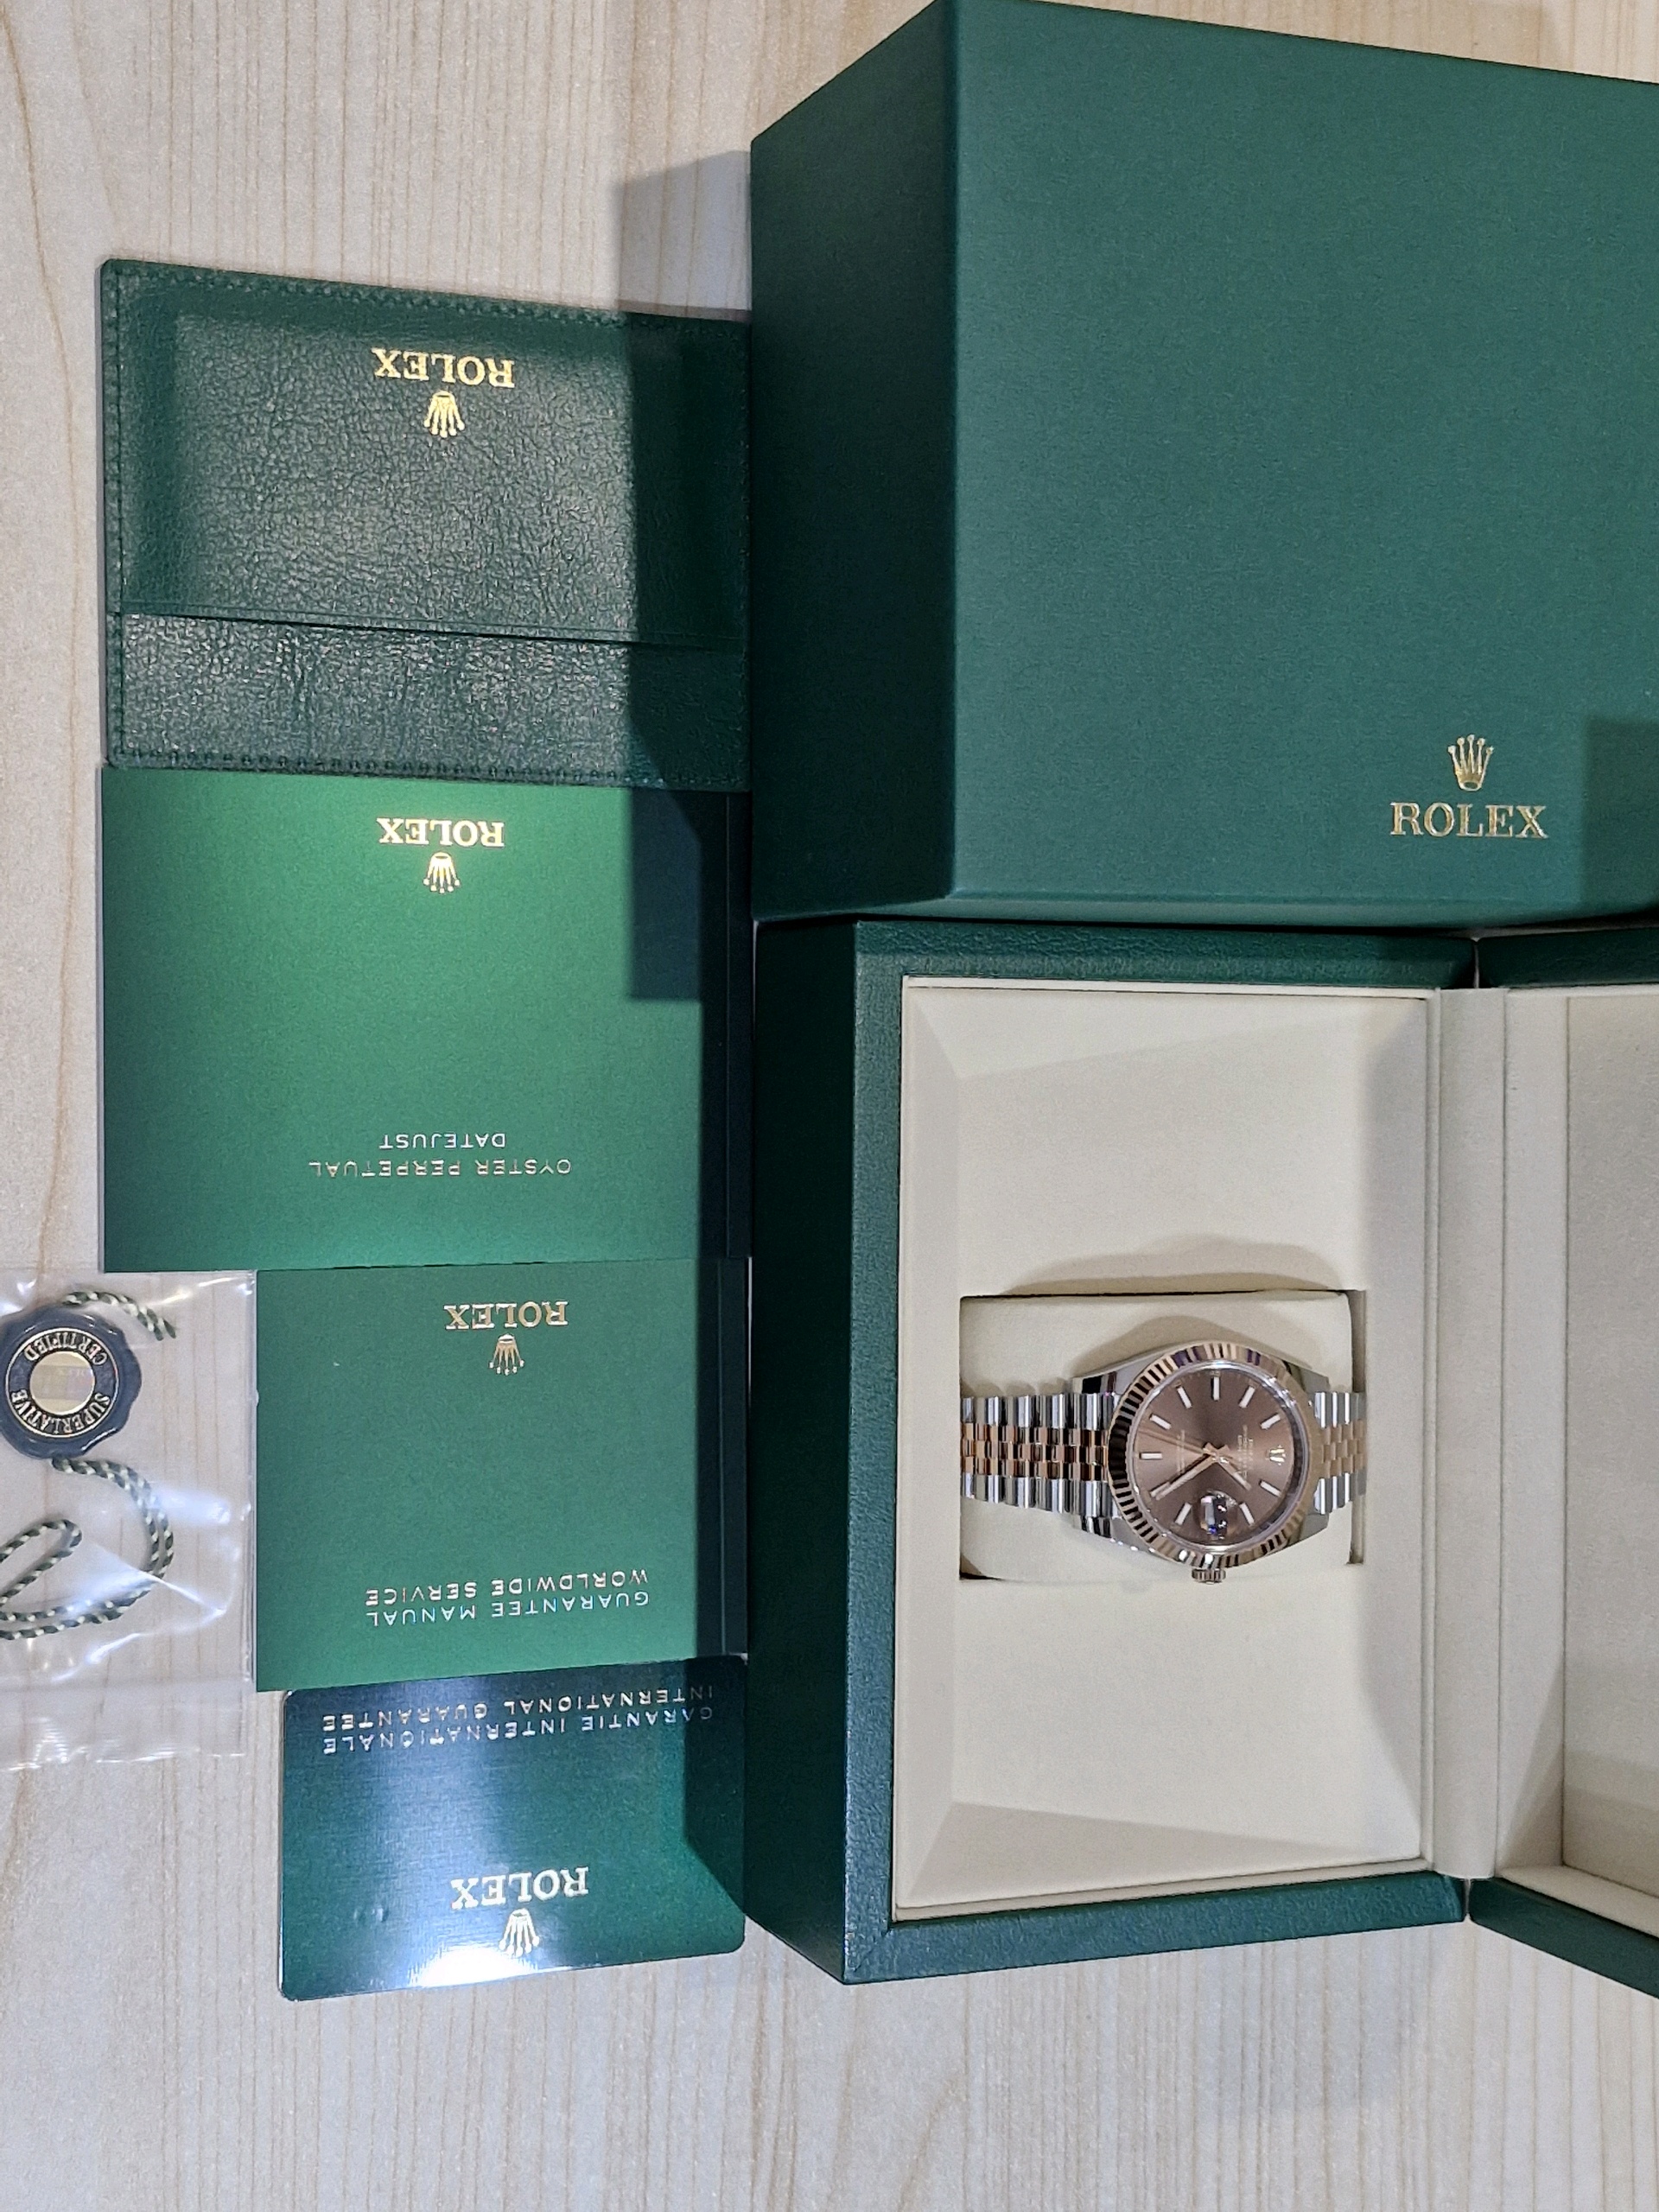 ROLEX
ROLEX
OYSTER PERPETUAL
DATEJUST
ROLEX
GUARANTEE MANUAL
WORLDWIDE SERVICE
ROLEX
GARANTIE INTERNATIONALE
INTERNATIONAL GUARANTEE
ROLEX
SUPERLATIVE
CERTIFIED